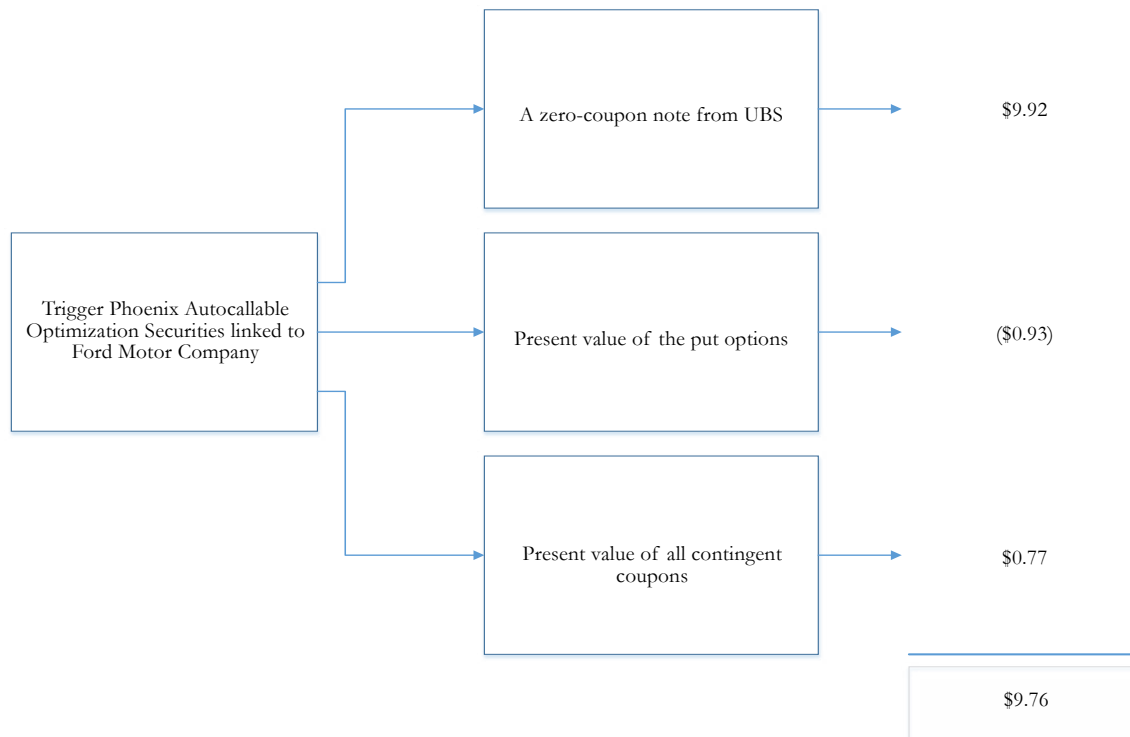 A zero-coupon note from UBS
$9.92
Trigger Phoenix Autocallable
Optimization Securities linked to
Ford Motor Company
Present value of the put options
($0.93)
Present value of all contingent
coupons
$0.77
$9.76